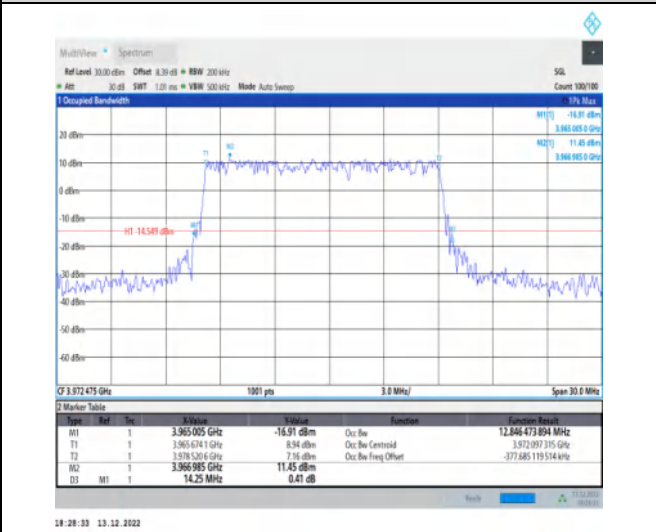 MultiView Spectrum
Ref Level 30.00 dBm Offset 8.39 dB RBW 200 kHz SGL
Att 30 dB SWT 1.01 ms VBW 500 kHz Mode Auto Sweep Count 100/100
1 Occupied Bandwidth 1Pk Max
M1[1] -16.91 dBm
3.965 005 0 GHz
20 dBm M2[1] 11.45 dBm
3.966 985 0 GHz
M2
T1
T2
10 dBm
0 dBm
-10 dBm
H1 -14.549 dBm
-20 dBm
-30 dBm
-40 dBm
-50 dBm
-60 dBm
CF 3.972 475 GHz 1001 pts 3.0 MHz/ Span 30.0 MHz
2 Marker Table
Type Ref Trc X-Value Y-Value Function Function Result
M1 1 3.965 005 GHz -16.91 dBm Occ Bw 12.846 473 894 MHz
T1 1 3.965 674 1 GHz 8.94 dBm Occ Bw Centroid 3.972 097 315 GHz
T2 1 3.978 520 6 GHz 7.16 dBm Occ Bw Freq Offset -377.685 119 514 kHz
M2 1 3.966 985 GHz 11.45 dBm
D3 M1 1 14.25 MHz 0.41 dB
Ready 13.12.2022
18:28:33
18:28:33 13.12.2022